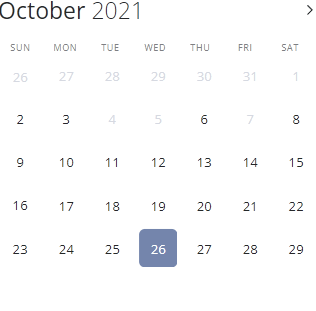 October 2021
SUN MON TUE WED THU FRI SAT
26 27 28 29 30 31 1
2 3 4 5 6 7 8
9 10 11 12 13 14 15
16 17 18 19 20 21 22
23 24 25 26 27 28 29